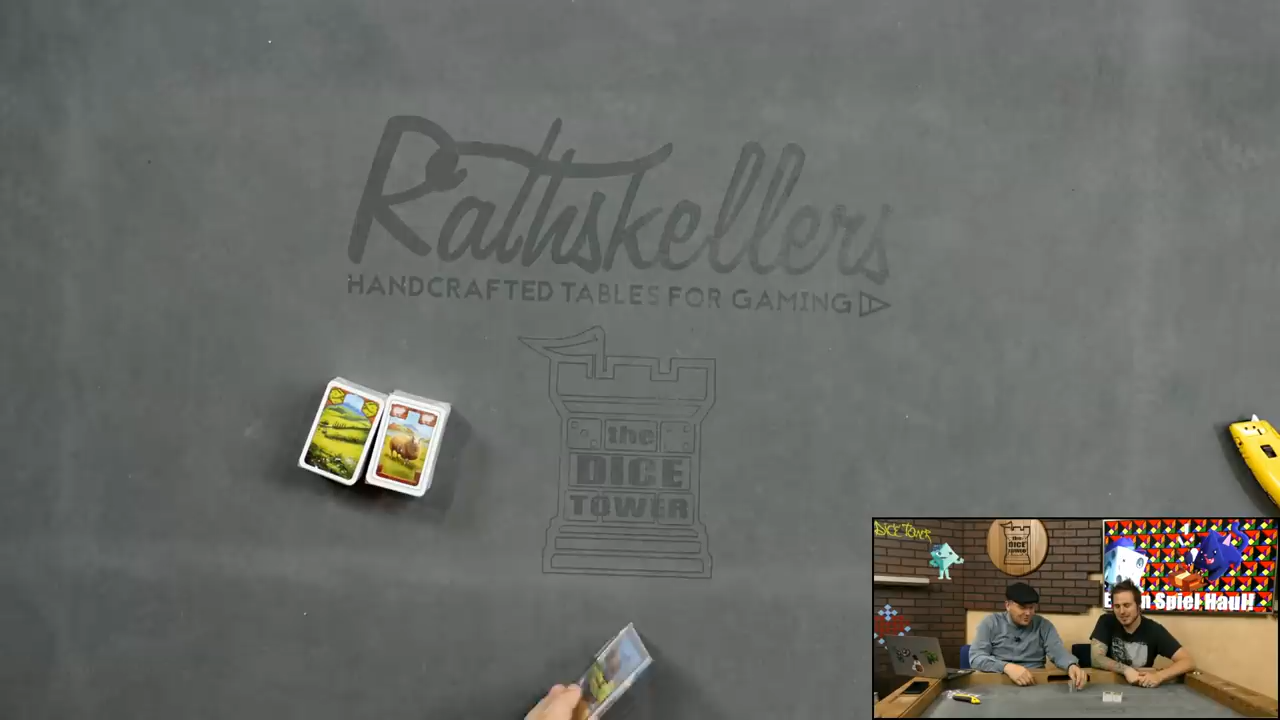 Rathskellers
HANDCRAFTED TABLES FOR GAMING
the
DICE
TOWER
DICE TOWER
the
DICE
TOWER
Spiel HauH